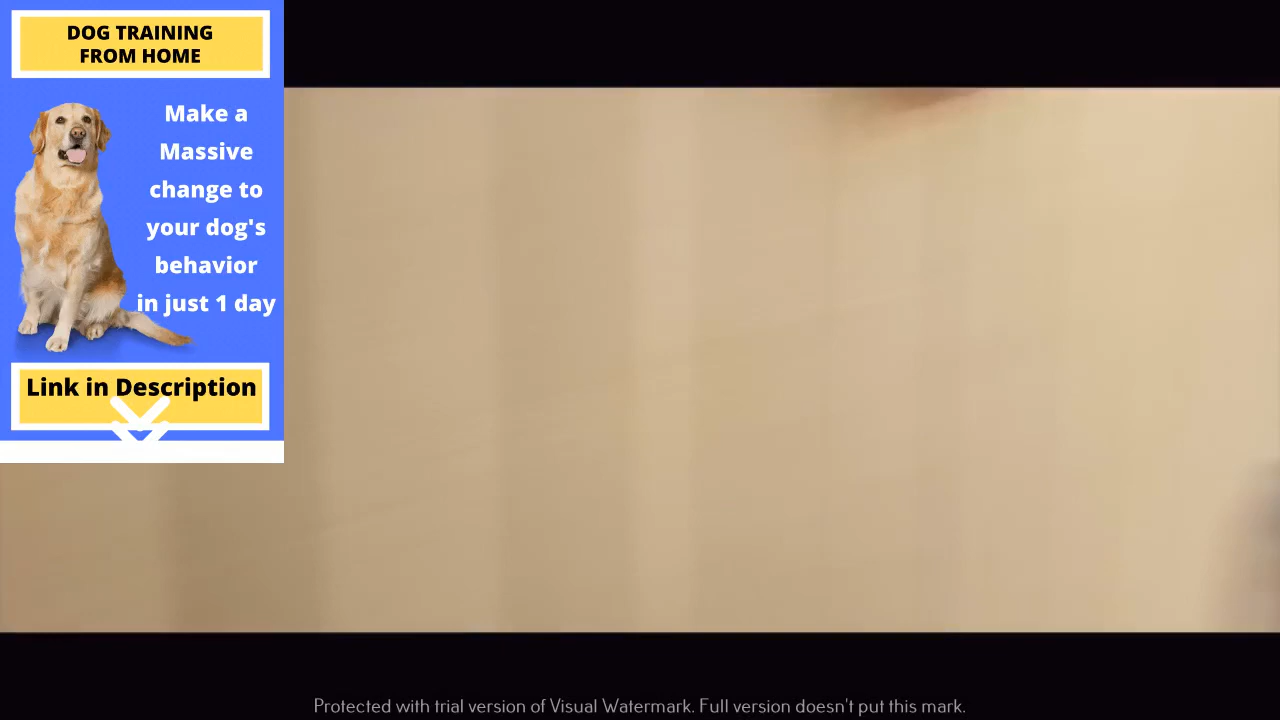 DOG TRAINING
FROM HOME
Make a
Massive
change to
your dog's
behavior
in just 1 day
Link in Description
Protected with trial version of Visual Watermark. Full version doesn't put this mark.